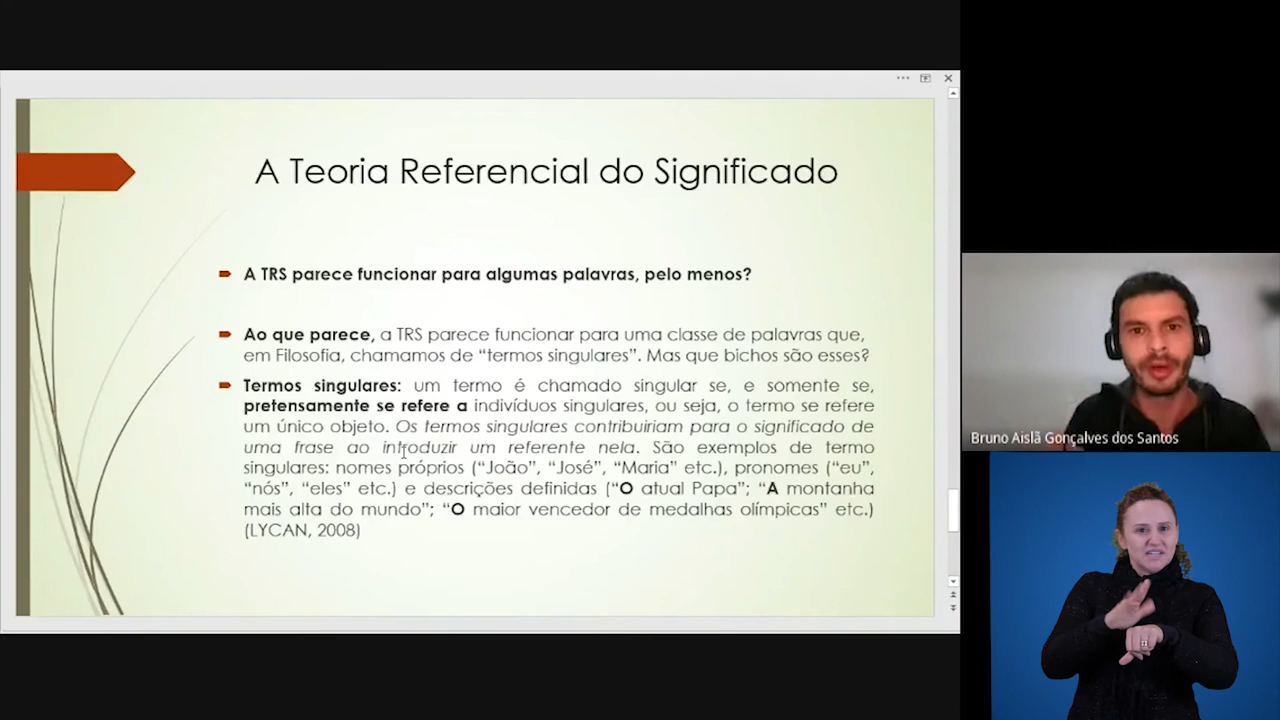 A Teoria Referencial do Significado
A TRS parece funcionar para algumas palavras, pelo menos?
Ao que parece, a TRS parece funcionar para uma classe de palavras que,
em Filosofia, chamamos de “termos singulares”. Mas que bichos são esses?
Termos singulares: um termo é chamado singular se, e somente se,
pretensamente se refere a indivíduos singulares, ou seja, o termo se refere
um único objeto. Os termos singulares contribuiriam para o significado de
uma frase ao introduzir um referente nela. São exemplos de termo
singulares: nomes próprios (“João”, “José”, “Maria” etc.), pronomes (“eu”,
“nós”, “eles” etc.) e descrições definidas (“O atual Papa”; “A montanha
mais alta do mundo”; “O maior vencedor de medalhas olímpicas” etc.)
(LYCAN, 2008)
Bruno Aislã Gonçalves dos Santos